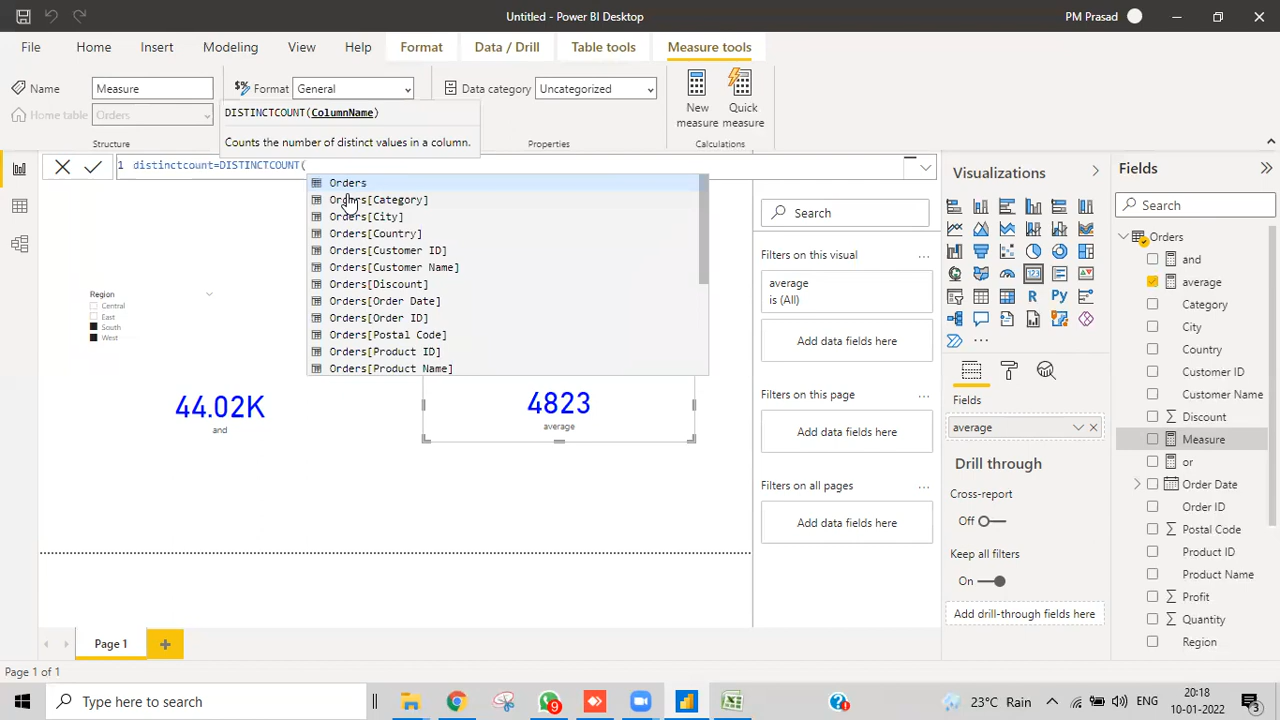 Untitled - Power BI Desktop
PM Prasad
File
Home
Insert
Modeling
View
Help
Format
Data / Drill
Table tools
Measure tools
Name
Measure
Home table
Orders
Structure
$% Format
General
DISTINCTCOUNT(ColumnName)
Counts the number of distinct values in a column.
Data category
Uncategorized
Properties
New
measure
Quick
measure
Calculations
1 distinctcount=DISTINCTCOUNT(
Orders
Orders[Category]
Orders[City]
Orders[Country]
Orders[Customer ID]
Orders[Customer Name]
Orders[Discount]
Orders[Order Date]
Orders[Order ID]
Orders[Postal Code]
Orders[Product ID]
Orders[Product Name]
Region
Central
East
South
West
44.02K
and
4823
average
Search
Filters on this visual
...
average
is (All)
Add data fields here
Filters on this page
...
Add data fields here
Filters on all pages
...
Add data fields here
Visualizations
123
R
Py
...
Fields
average
Drill through
Cross-report
Off
Keep all filters
On
Add drill-through fields here
Fields
Search
Orders
and
average
Category
City
Country
Customer ID
Customer Name
Discount
Measure
or
Order Date
Order ID
Postal Code
Product ID
Product Name
Profit
Quantity
Region
Page 1
Page 1 of 1
Type here to search
9
23°C Rain
ENG
20:18
10-01-2022
3